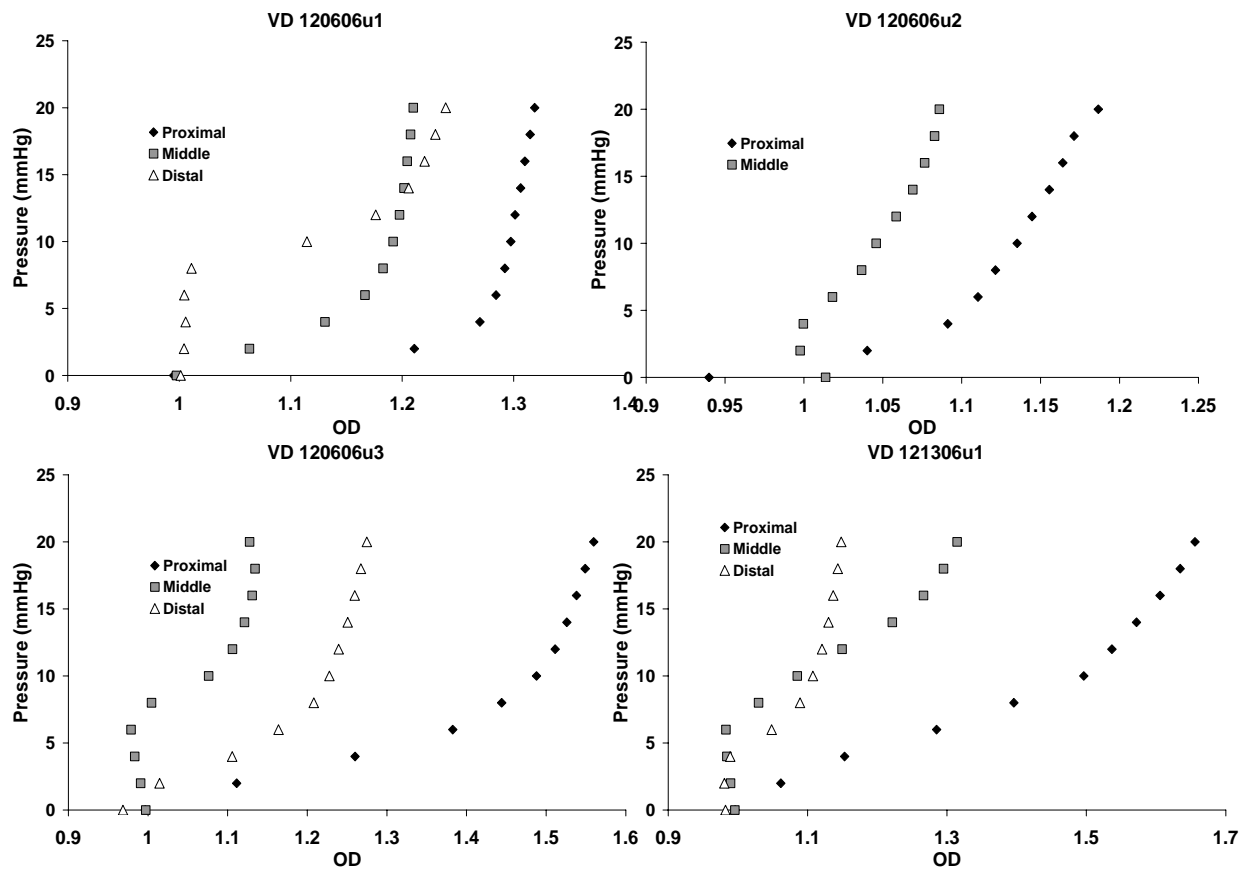 VD 120606u1
25
20
15
10
5
0
Pressure (mmHg)
Proximal
Middle
Distal
0.9 1 1.1 1.2 1.3 1.4
OD
VD 120606u2
25
20
15
10
5
0
Pressure (mmHg)
Proximal
Middle
0.9 0.95 1 1.05 1.1 1.15 1.2 1.25
OD
VD 120606u3
25
20
15
10
5
0
Pressure (mmHg)
Proximal
Middle
Distal
0.9 1 1.1 1.2 1.3 1.4 1.5 1.6
OD
VD 121306u1
25
20
15
10
5
0
Pressure (mmHg)
Proximal
Middle
Distal
0.9 1.1 1.3 1.5 1.7
OD